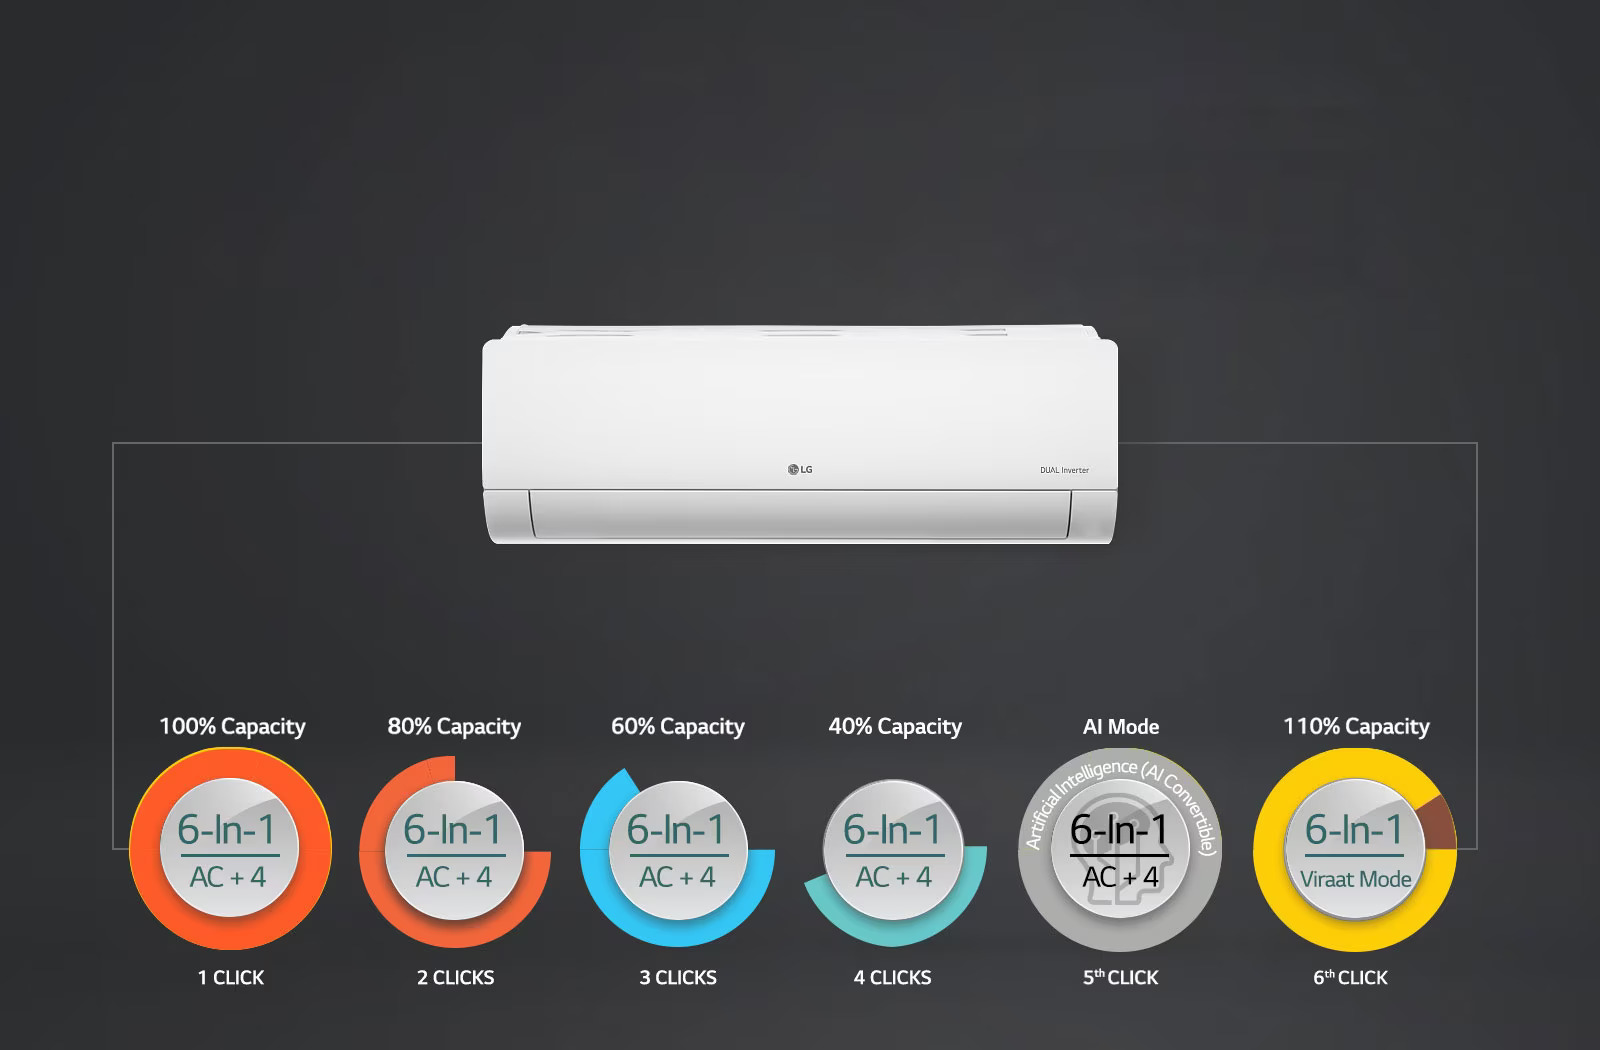 LG
DUAL Inverter
100% Capacity
80% Capacity
60% Capacity
40% Capacity
AI Mode
110% Capacity
6-In-1
AC + 4
6-In-1
AC + 4
6-In-1
AC + 4
6-In-1
AC + 4
Artificial Intelligence (AI Convertible)
6-In-1
AC + 4
6-In-1
Viraat Mode
1 CLICK
2 CLICKS
3 CLICKS
4 CLICKS
5th CLICK
6th CLICK